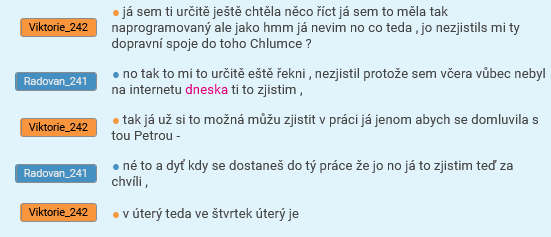 Viktorie_242 ● já sem ti určitě ještě chtěla něco říct já sem to měla tak
naprogramovaný ale jako hmm já nevim no co teda , jo nezjistils mi ty
dopravní spoje do toho Chlumce ?
Radovan_241 ● no tak to mi to určitě eště řekni , nezjistil protože sem včera vůbec nebyl
na internetu dneska ti to zjistim ,
Viktorie_242 ● tak já už si to možná můžu zjistit v práci já jenom abych se domluvila s
tou Petrou -
Radovan_241 ● né to a dyť kdy se dostaneš do tý práce že jo no já to zjistim teď za
chvíli ,
Viktorie_242 ● v úterý teda ve štvrtek úterý je